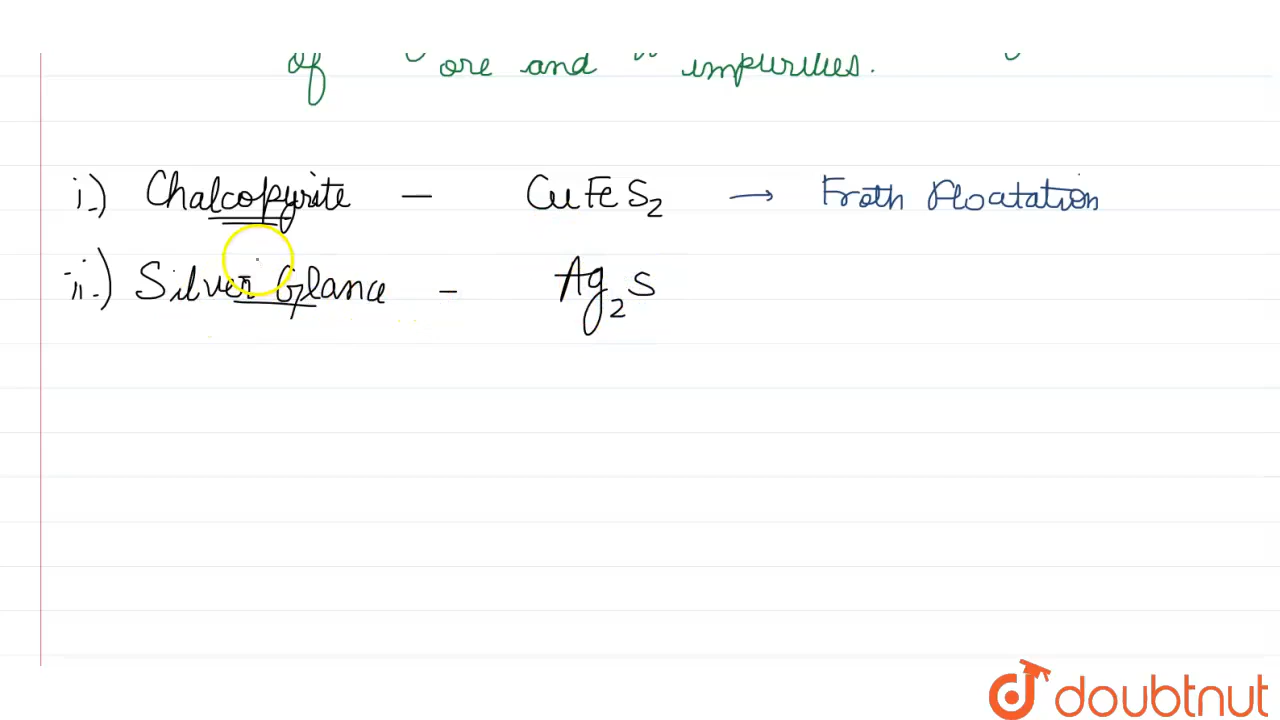 of ore and impurities.
i.) Chalcopyrite — CuFeS2 → Froth Floatation
ii.) Silver Glance - Ag2S
doubtnut